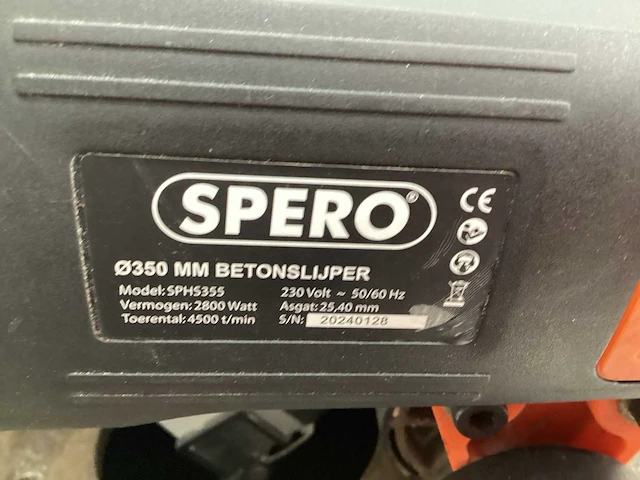 SPERO®
CE
Ø350 MM BETONSLIJPER
Model: SPHS355 230 Volt ~ 50/60 Hz
Vermogen: 2800 Watt Asgat: 25,40 mm
Toerental: 4500 t/min S/N: 20240128